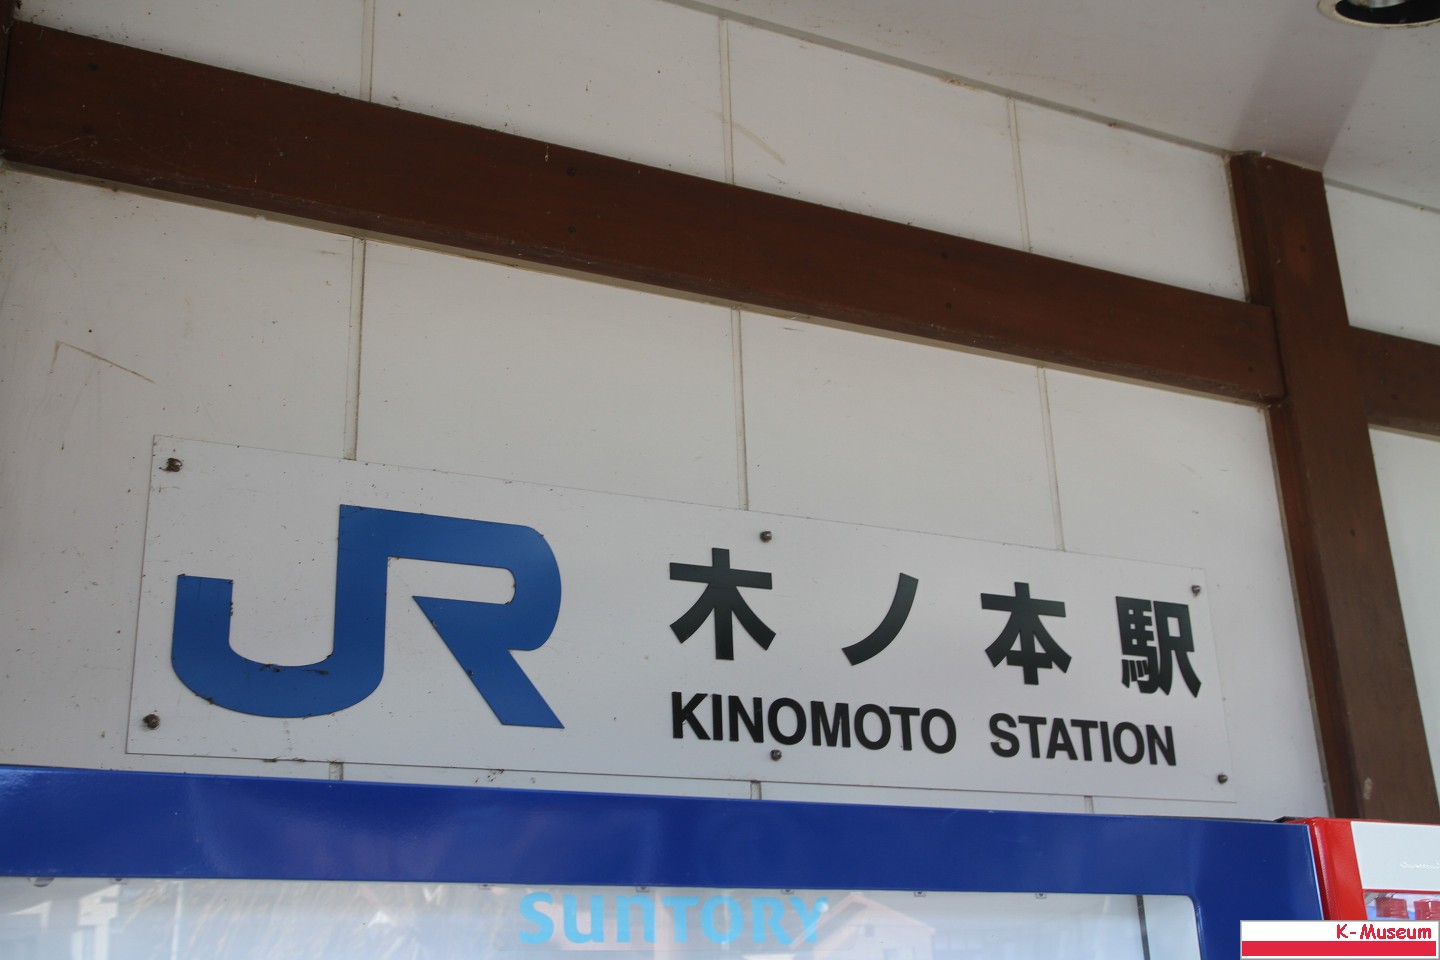 JR
木ノ本駅
KINOMOTO STATION
SUNTORY
K-Museum